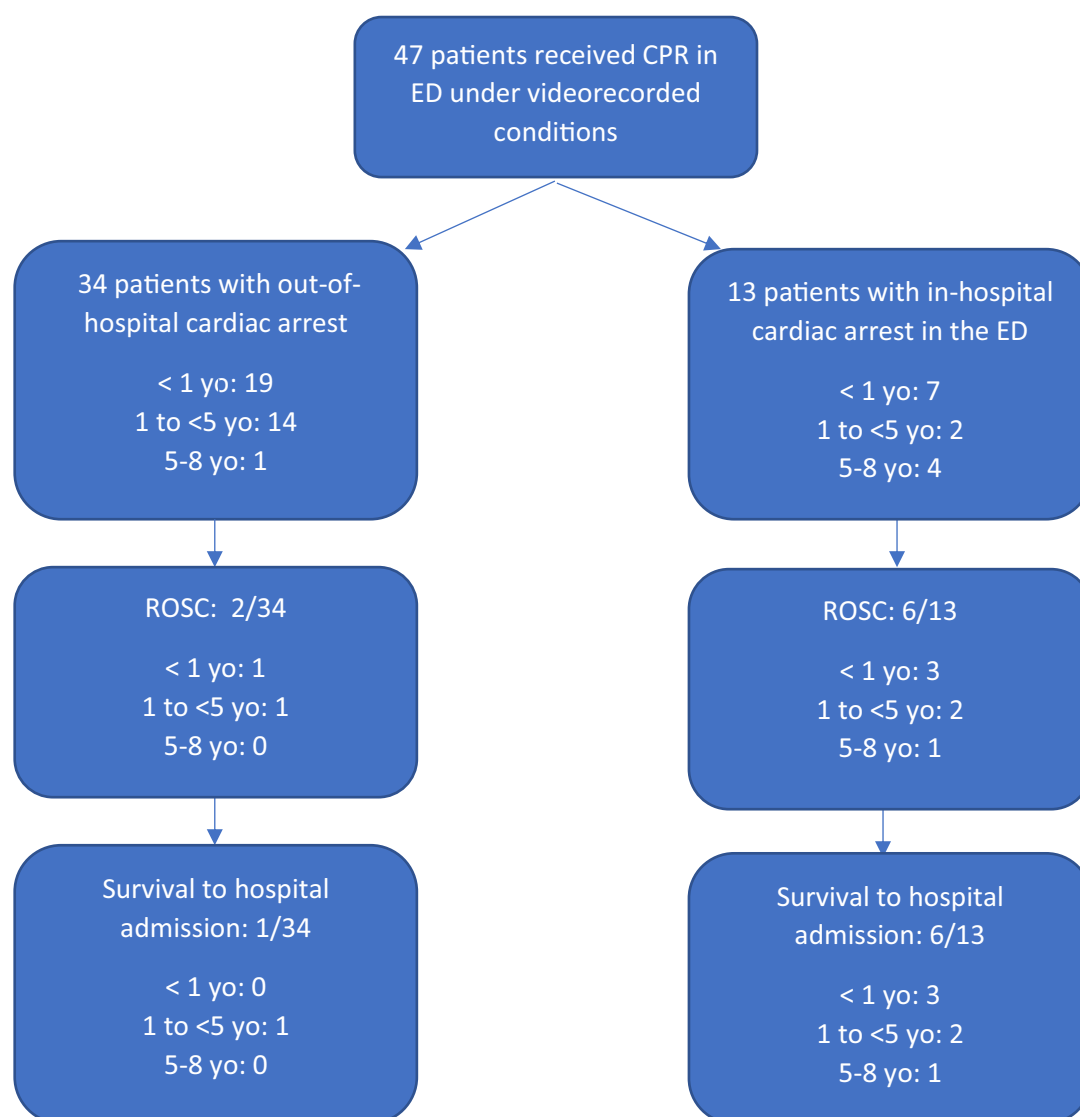 47 patients received CPR in
ED under videorecorded
conditions
34 patients with out-of-
hospital cardiac arrest
< 1 yo: 19
1 to <5 yo: 14
5-8 yo: 1
13 patients with in-hospital
cardiac arrest in the ED
< 1 yo: 7
1 to <5 yo: 2
5-8 yo: 4
ROSC: 2/34
< 1 yo: 1
1 to <5 yo: 1
5-8 yo: 0
ROSC: 6/13
< 1 yo: 3
1 to <5 yo: 2
5-8 yo: 1
Survival to hospital
admission: 1/34
< 1 yo: 0
1 to <5 yo: 1
5-8 yo: 0
Survival to hospital
admission: 6/13
< 1 yo: 3
1 to <5 yo: 2
5-8 yo: 1